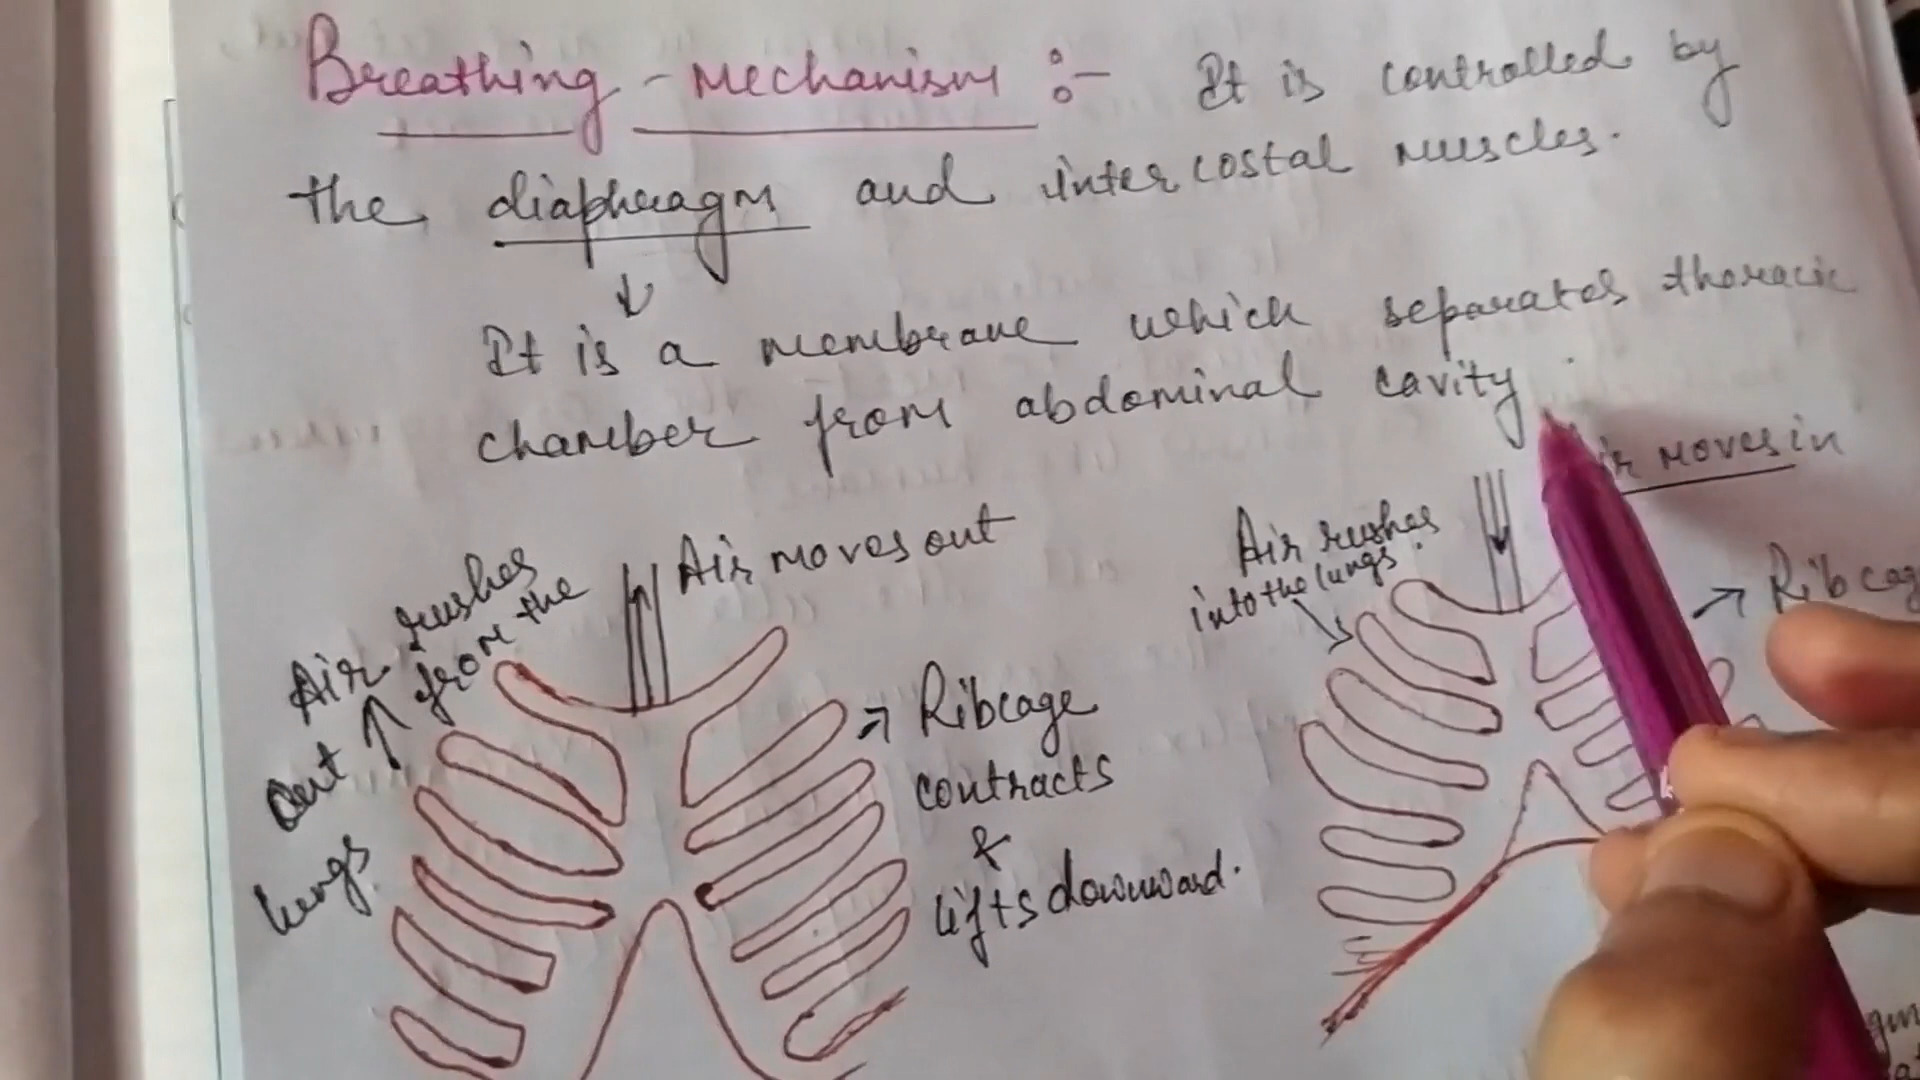 Breathing - Mechanism :- It is controlled by
the diaphragm and intercostal muscles.
↓
It is a membrane which separates thoracic
chamber from abdominal cavity.
Air moves out
Air rushes
out from the
lungs
→ Ribcage
contracts
&
lifts downward.
moves in
Air rushes
into the lungs.
→ Rib